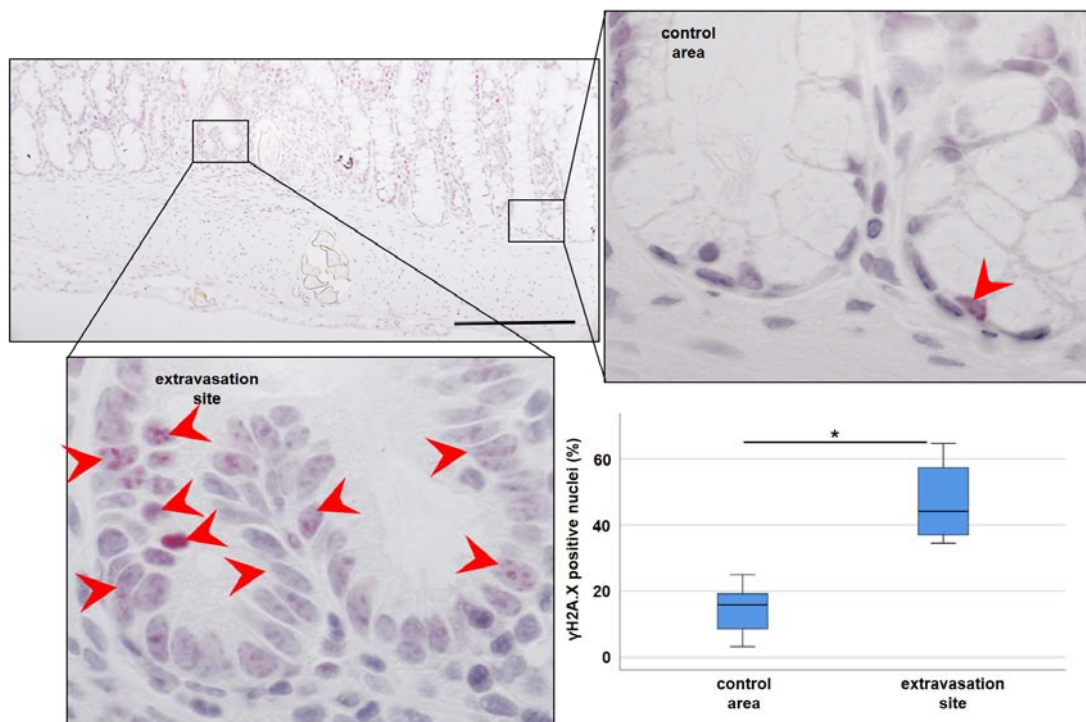 control
area
extravasation
site
γH2A.X positive nuclei (%)
60
40
20
0
*
control
area
extravasation
site